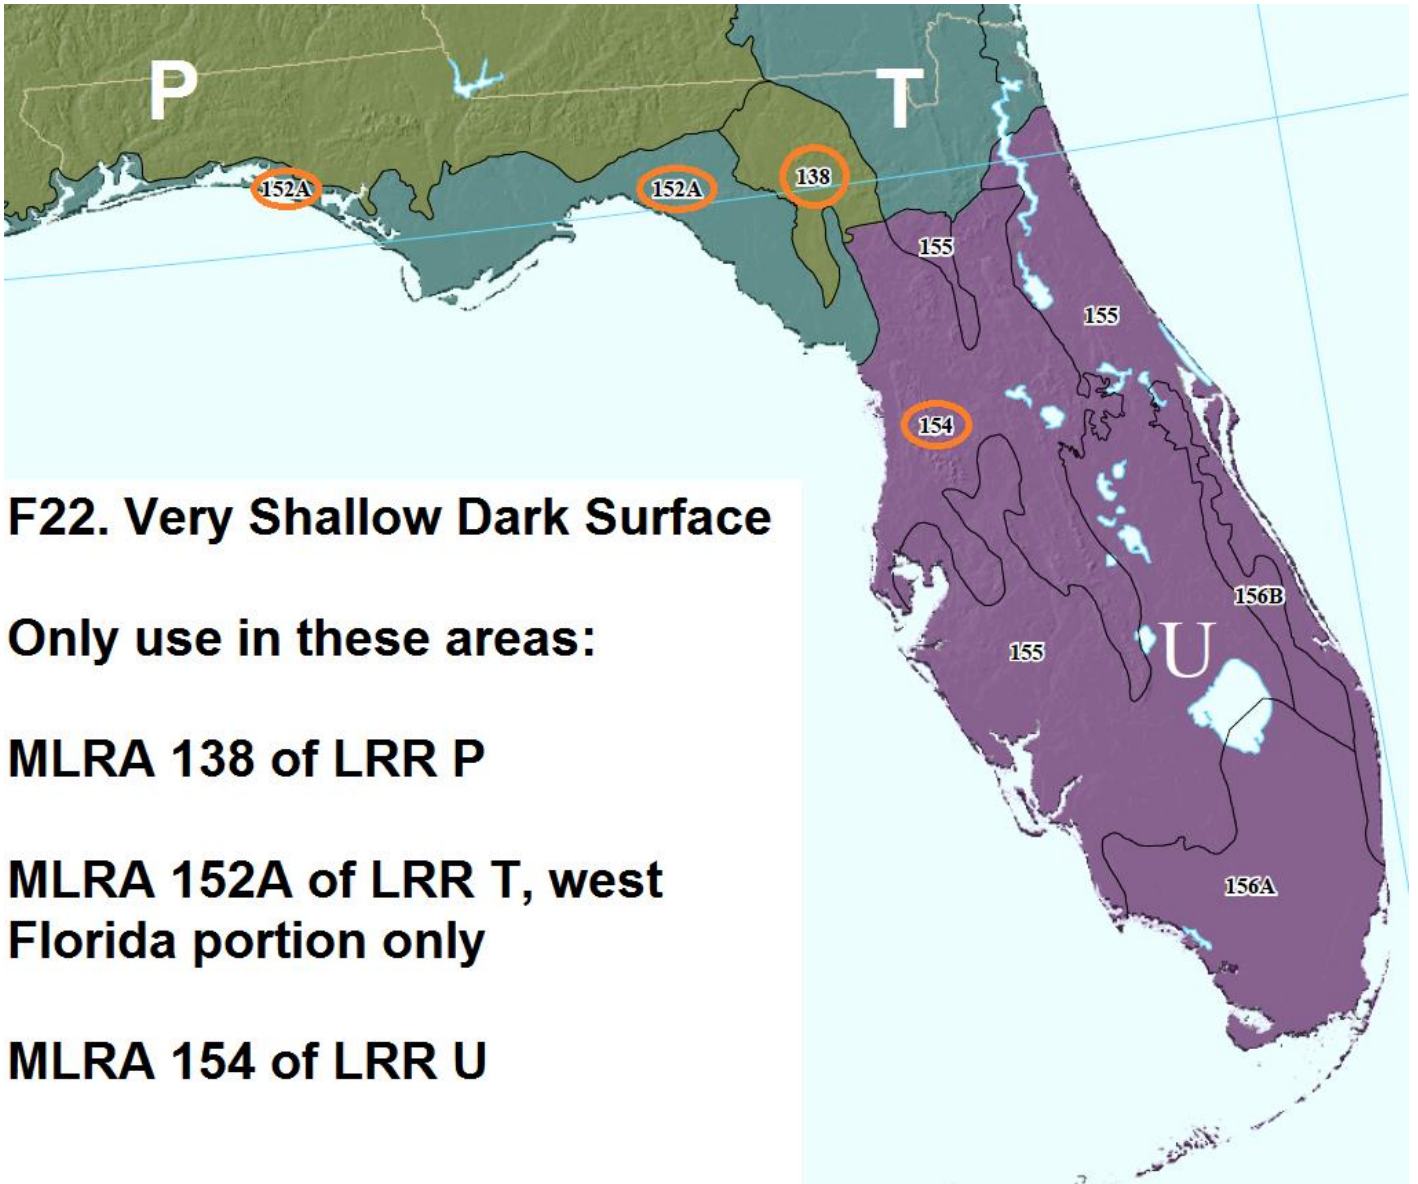 P
T
152A
152A
138
155
155
154
F22. Very Shallow Dark Surface
Only use in these areas:
156B
U
155
MLRA 138 of LRR P
MLRA 152A of LRR T, west
Florida portion only
156A
MLRA 154 of LRR U